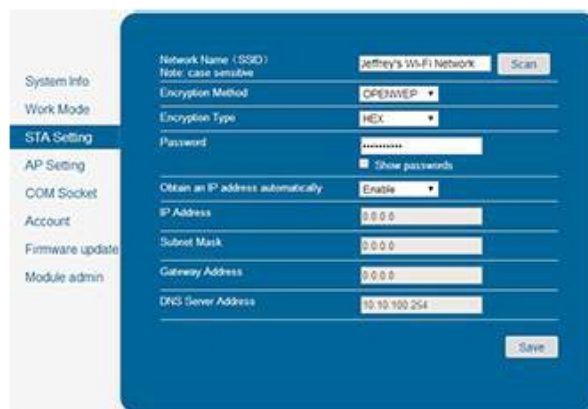 System Info
Work Mode
STA Setting
AP Setting
COM Socket
Account
Firmware update
Module admin
Network Name (SSID)
Note: case sensitive
Jeffrey's Wi-Fi Network
Scan
Encryption Method
OPENWEP
Encryption Type
HEX
Password
••••••••••
Show passwords
Obtain an IP address automatically
Enable
IP Address
0.0.0.0
Subnet Mask
0.0.0.0
Gateway Address
0.0.0.0
DNS Server Address
10.10.100.254
Save